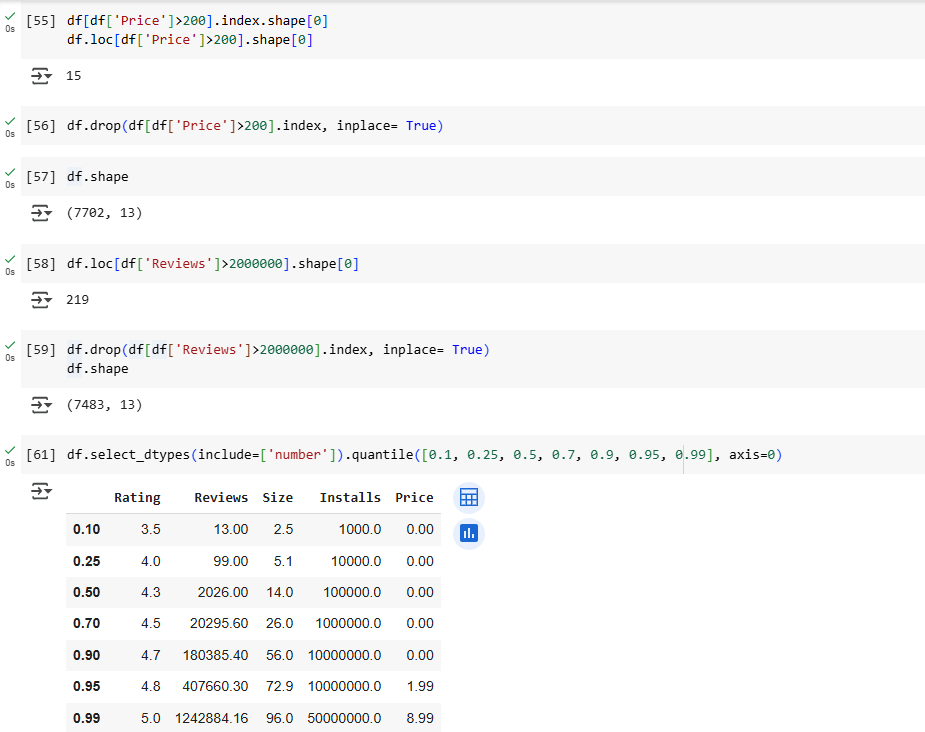 [55] df[df['Price']>200].index.shape[0]
df.loc[df['Price']>200].shape[0]
0s
15
[56] df.drop(df[df['Price']>200].index, inplace= True)
0s
[57] df.shape
0s
(7702, 13)
[58] df.loc[df['Reviews']>2000000].shape[0]
0s
219
[59] df.drop(df[df['Reviews']>2000000].index, inplace= True)
0s
df.shape
(7483, 13)
[61] df.select_dtypes(include=['number']).quantile([0.1, 0.25, 0.5, 0.7, 0.9, 0.95, 0.99], axis=0)
0s
Rating Reviews Size Installs Price
0.10 3.5 13.00 2.5 1000.0 0.00
0.25 4.0 99.00 5.1 10000.0 0.00
0.50 4.3 2026.00 14.0 100000.0 0.00
0.70 4.5 20295.60 26.0 1000000.0 0.00
0.90 4.7 180385.40 56.0 10000000.0 0.00
0.95 4.8 407660.30 72.9 10000000.0 1.99
0.99 5.0 1242884.16 96.0 50000000.0 8.99